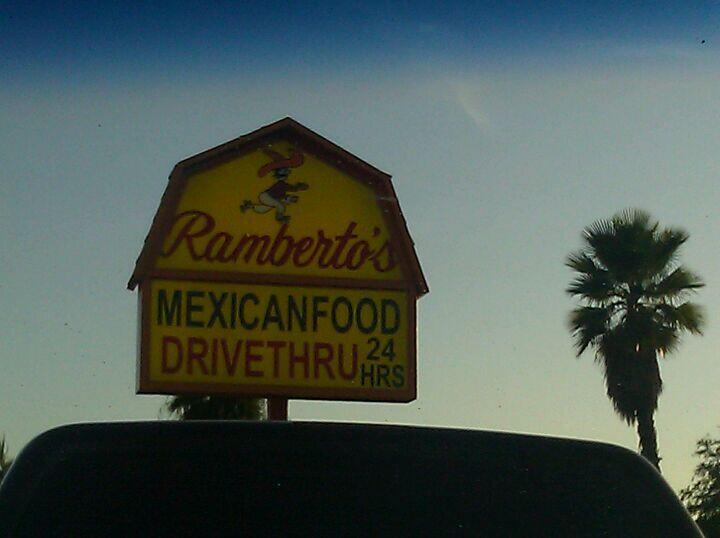 Ramberto's
MEXICANFOOD
DRIVETHRU 24 HRS